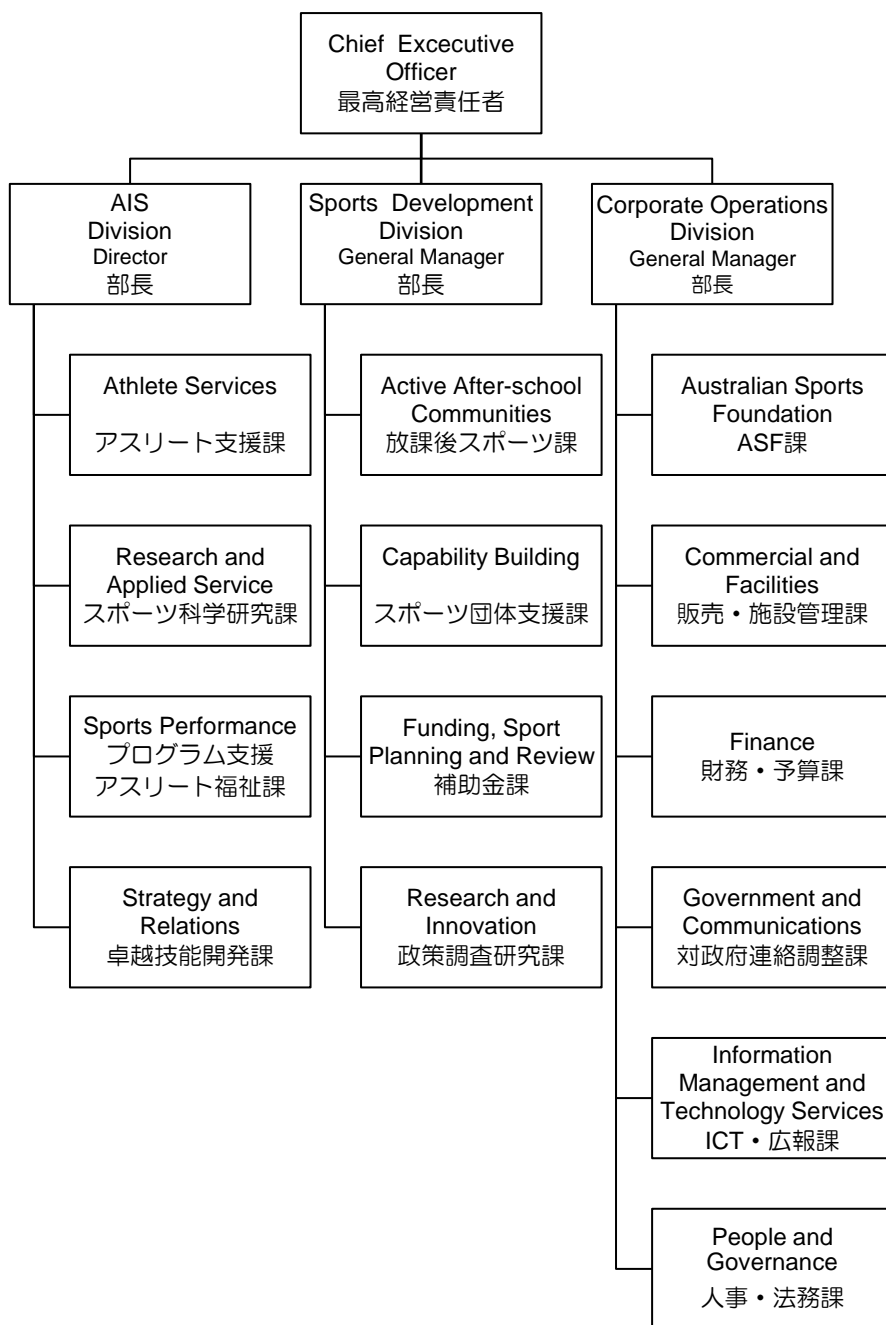 Chief Excecutive
Officer
最高経営責任者
AIS
Division
Director
部長
Sports Development
Division
General Manager
部長
Corporate Operations
Division
General Manager
部長
Athlete Services
アスリート支援課
Research and
Applied Service
スポーツ科学研究課
Sports Performance
プログラム支援
アスリート福祉課
Strategy and
Relations
卓越技能開発課
Active After-school
Communities
放課後スポーツ課
Capability Building
スポーツ団体支援課
Funding, Sport
Planning and Review
補助金課
Research and
Innovation
政策調査研究課
Australian Sports
Foundation
ASF課
Commercial and
Facilities
販売・施設管理課
Finance
財務・予算課
Government and
Communications
対政府連絡調整課
Information
Management and
Technology Services
ICT・広報課
People and
Governance
人事・法務課